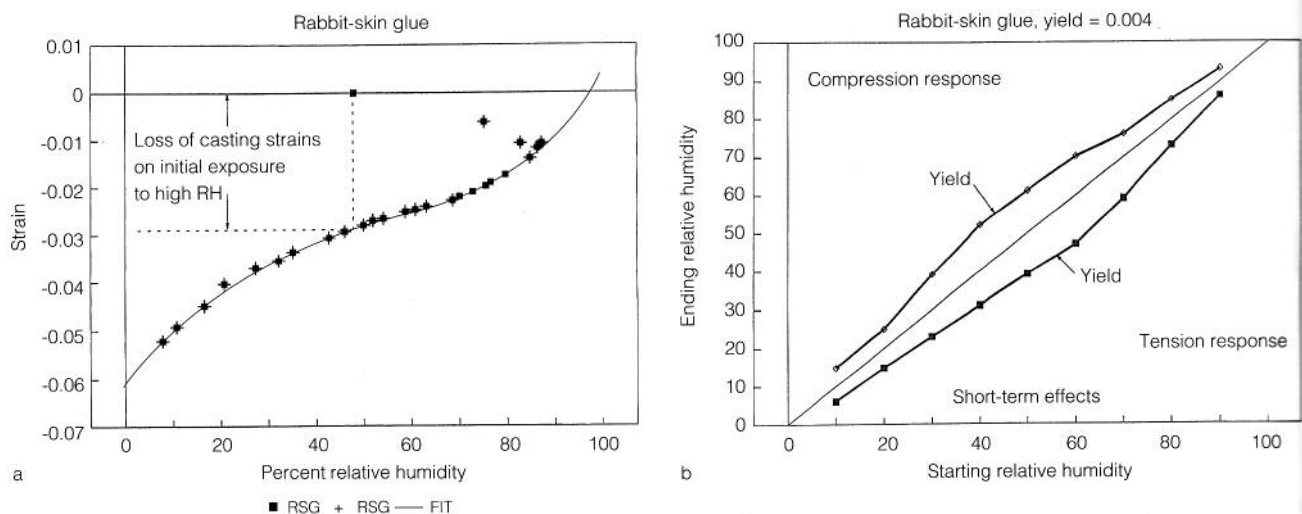 Rabbit-skin glue
0.01
0
-0.01
-0.02
-0.03
-0.04
-0.05
-0.06
-0.07
Strain
Loss of casting strains
on initial exposure
to high RH
0 20 40 60 80 100
Percent relative humidity
a
■ RSG + RSG — FIT
Rabbit-skin glue, yield = 0.004
100
90
80
70
60
50
40
30
20
10
0
Ending relative humidity
Compression response
Yield
Yield
Tension response
Short-term effects
0 20 40 60 80 100
Starting relative humidity
b